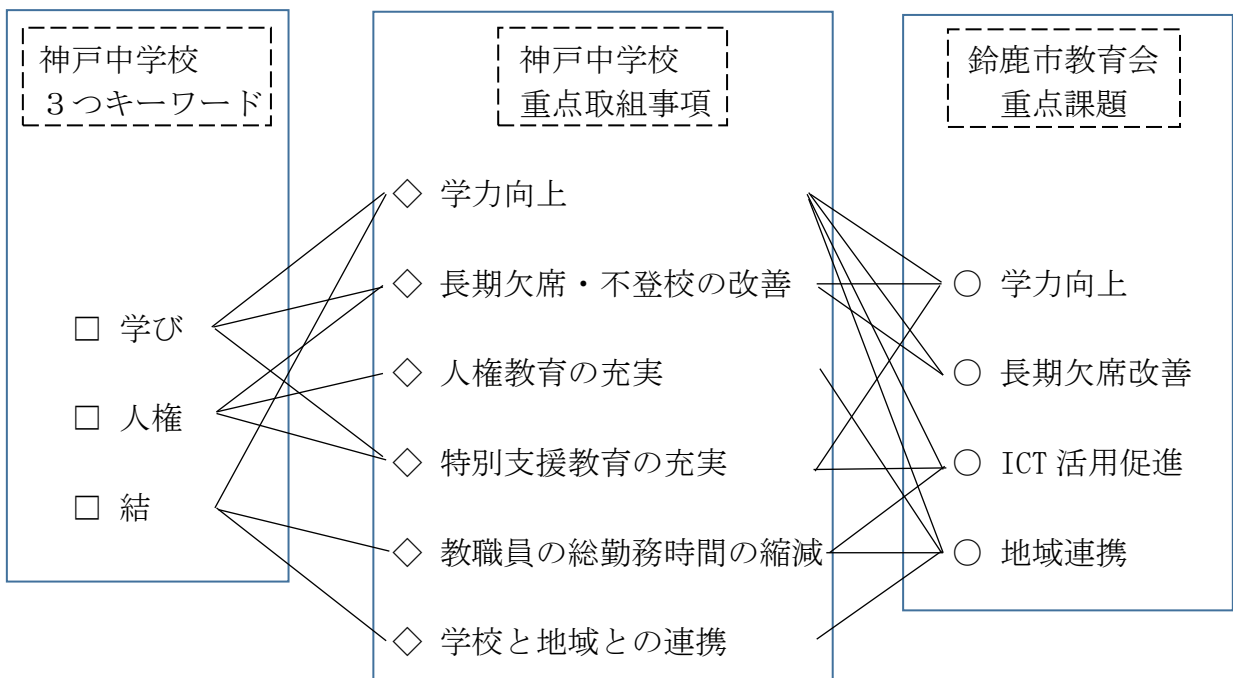 神戸中学校
３つキーワード
□ 学び
□ 人権
□ 結
神戸中学校
重点取組事項
◇ 学力向上
◇ 長期欠席・不登校の改善
◇ 人権教育の充実
◇ 特別支援教育の充実
◇ 教職員の総勤務時間の縮減
◇ 学校と地域との連携
鈴鹿市教育会
重点課題
○ 学力向上
○ 長期欠席改善
○ ICT 活用促進
○ 地域連携